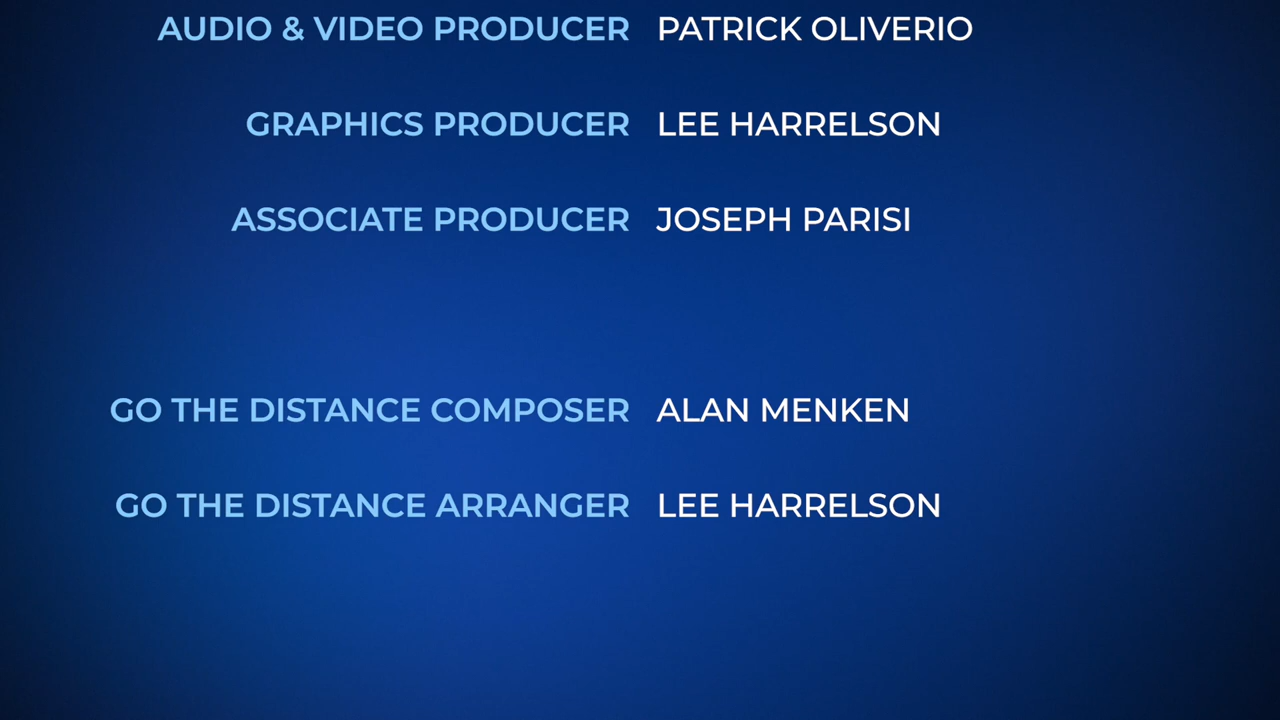 AUDIO & VIDEO PRODUCER PATRICK OLIVERIO
GRAPHICS PRODUCER LEE HARRELSON
ASSOCIATE PRODUCER JOSEPH PARISI
GO THE DISTANCE COMPOSER ALAN MENKEN
GO THE DISTANCE ARRANGER LEE HARRELSON